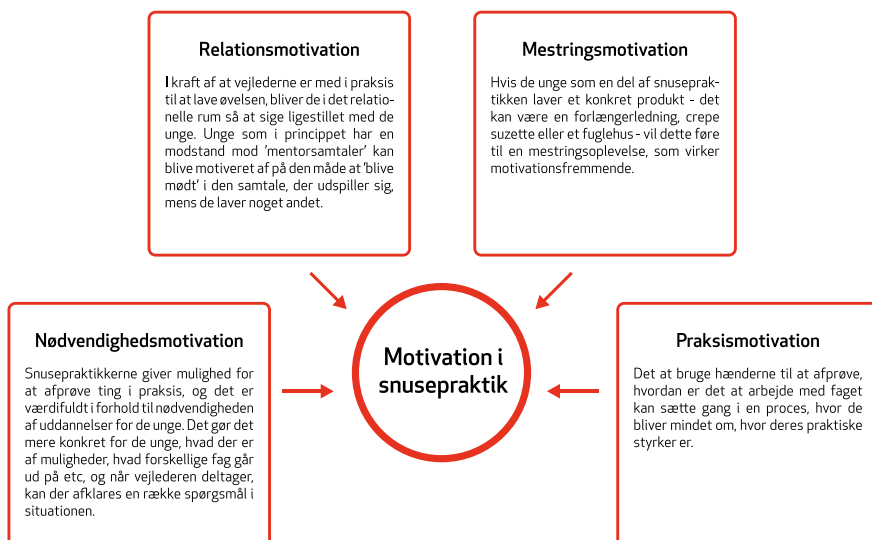 Relationsmotivation
I kraft af at vejlederne er med i praksis
til at lave øvelsen, bliver de i det relatio-
nelle rum så at sige ligestillet med de
unge. Unge som i princippet har en
modstand mod 'mentorsamtaler' kan
blive motiveret af på den måde at 'blive
mødt' i den samtale, der udspiller sig,
mens de laver noget andet.
Mestringsmotivation
Hvis de unge som en del af snuseprak-
tikken laver et konkret produkt - det
kan være en forlængerledning, crepe
suzette eller et fuglehus - vil dette føre
til en mestringsoplevelse, som virker
motivationsfremmende.
Nødvendighedsmotivation
Snusepraktikkerne giver mulighed for
at afprøve ting i praksis, og det er
værdifuldt i forhold til nødvendigheden
af uddannelser for de unge. Det gør det
mere konkret for de unge, hvad der er
af muligheder, hvad forskellige fag går
ud på etc, og når vejlederen deltager,
kan der afklares en række spørgsmål i
situationen.
Motivation i
snusepraktik
Praksismotivation
Det at bruge hænderne til at afprøve,
hvordan er det at arbejde med faget
kan sætte gang i en proces, hvor de
bliver mindet om, hvor deres praktiske
styrker er.